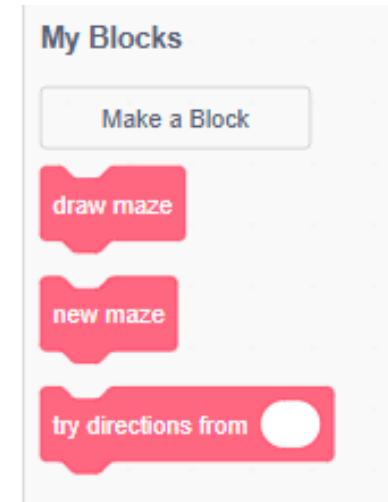 My Blocks
Make a Block
draw maze
new maze
try directions from